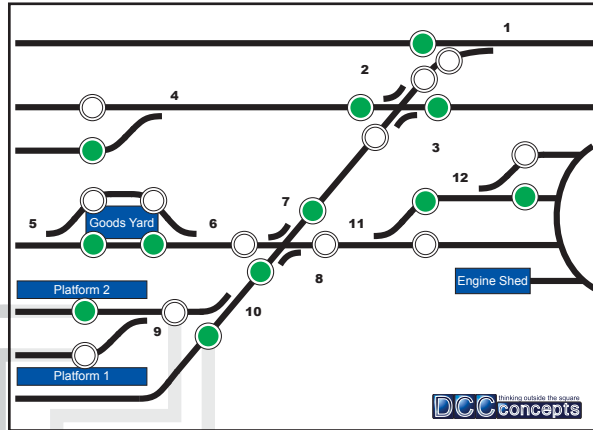 1
2
4
3
12
7
5
Goods Yard
6
11
8
Platform 2
Engine Shed
10
9
Platform 1
DCC concepts
thinking outside the square